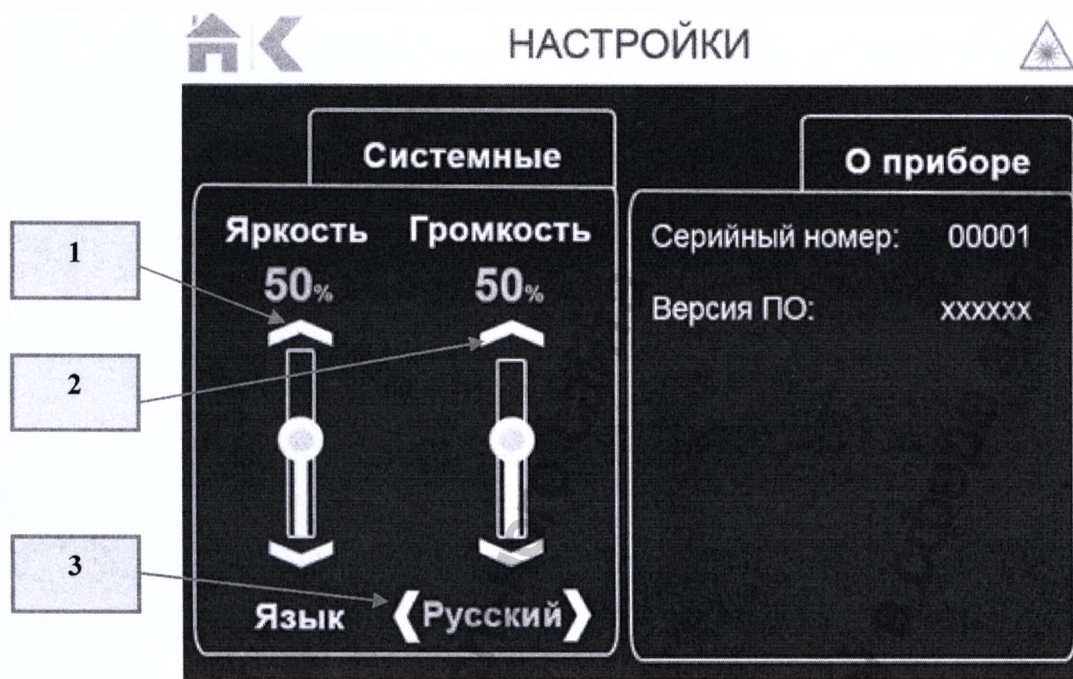 НАСТРОЙКИ
Системные
О приборе
Яркость Громкость
50% 50%
Серийный номер: 00001
Версия ПО: xxxxxx
Язык
Русский
1
2
3